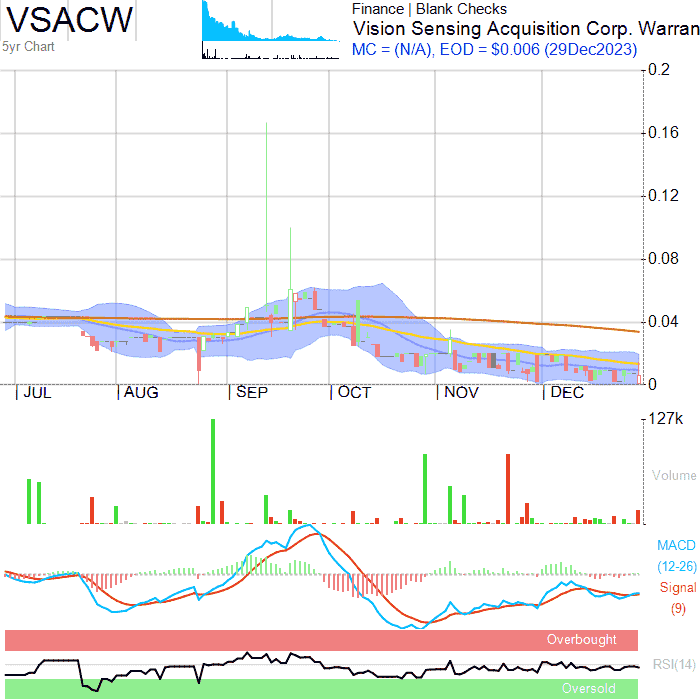 VSACW
5yr Chart
Finance | Blank Checks
Vision Sensing Acquisition Corp. Warran
MC = (N/A), EOD = $0.006 (29Dec2023)
0.2
0.16
0.12
0.08
0.04
0
JUL AUG SEP OCT NOV DEC
127k
Volume
MACD
(12-26)
Signal
(9)
Overbought
RSI(14)
Oversold